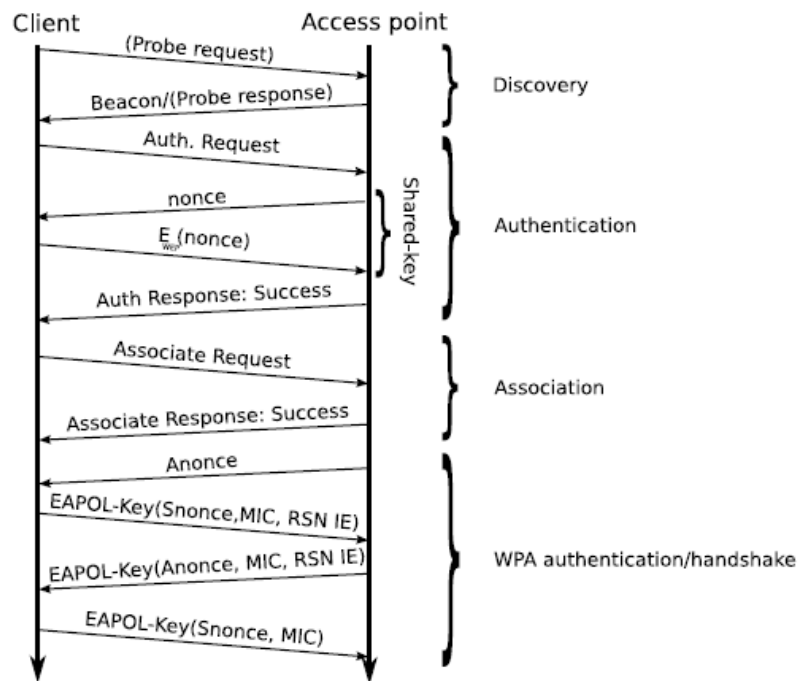 Client
Access point
(Probe request)
Discovery
Beacon/(Probe response)
Auth. Request
nonce
Shared-key
Authentication
E WEP (nonce)
Auth Response: Success
Associate Request
Association
Associate Response: Success
Anonce
EAPOL-Key(Snonce,MIC, RSN IE)
WPA authentication/handshake
EAPOL-Key(Anonce, MIC, RSN IE)
EAPOL-Key(Snonce, MIC)